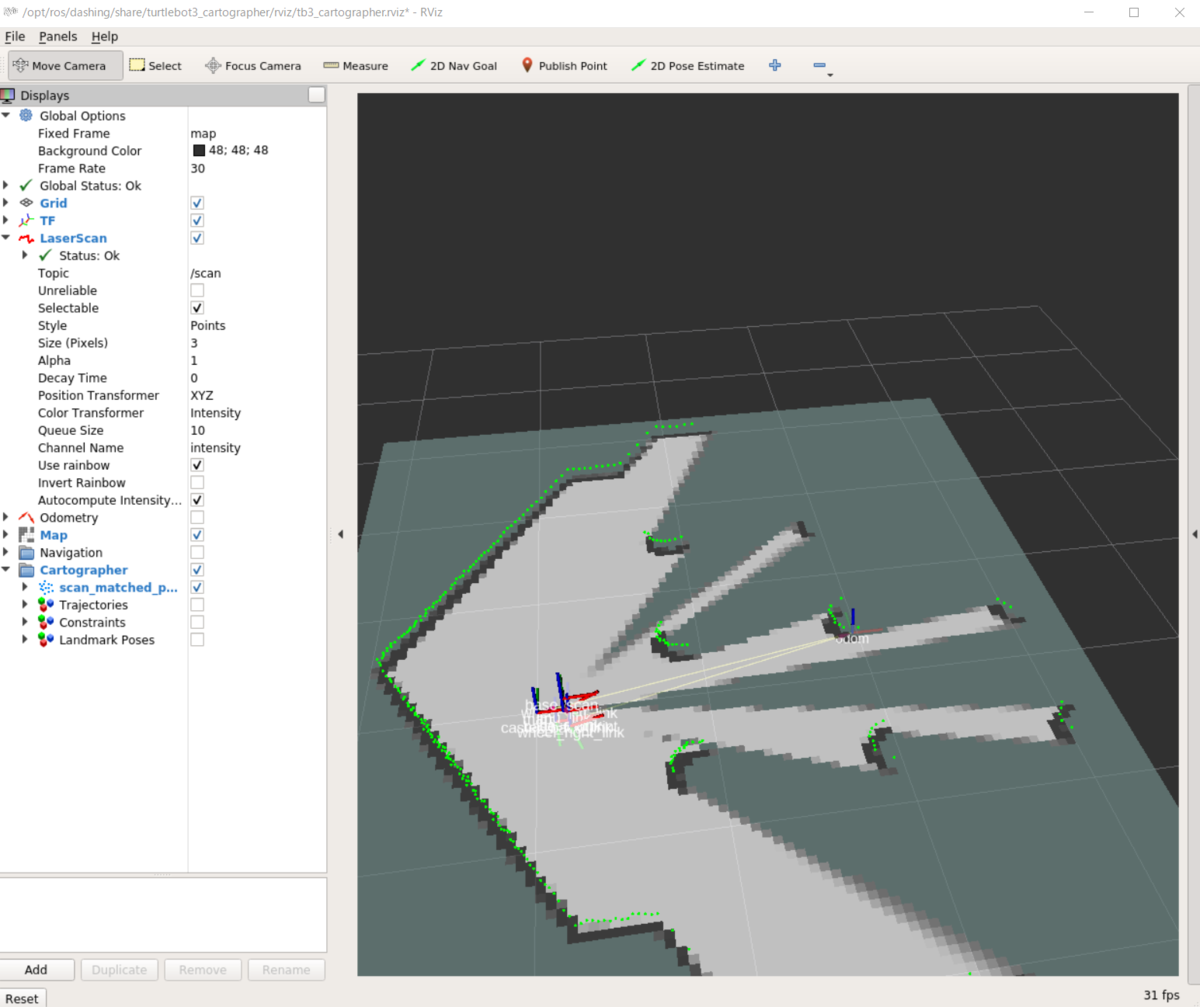 /opt/ros/dashing/share/turtlebot3_cartographer/rviz/tb3_cartographer.rviz* - RViz
File Panels Help
Move Camera Select Focus Camera Measure 2D Nav Goal Publish Point 2D Pose Estimate
Displays
Global Options
Fixed Frame map
Background Color 48; 48; 48
Frame Rate 30
Global Status: Ok
Grid
TF
LaserScan
Status: Ok
Topic /scan
Unreliable
Selectable
Style Points
Size (Pixels) 3
Alpha 1
Decay Time 0
Position Transformer XYZ
Color Transformer Intensity
Queue Size 10
Channel Name intensity
Use rainbow
Invert Rainbow
Autocompute Intensity...
Odometry
Map
Navigation
Cartographer
scan_matched_p...
Trajectories
Constraints
Landmark Poses
odom
base_scan
wheel_right_link
Add Duplicate Remove Rename
Reset
31 fps